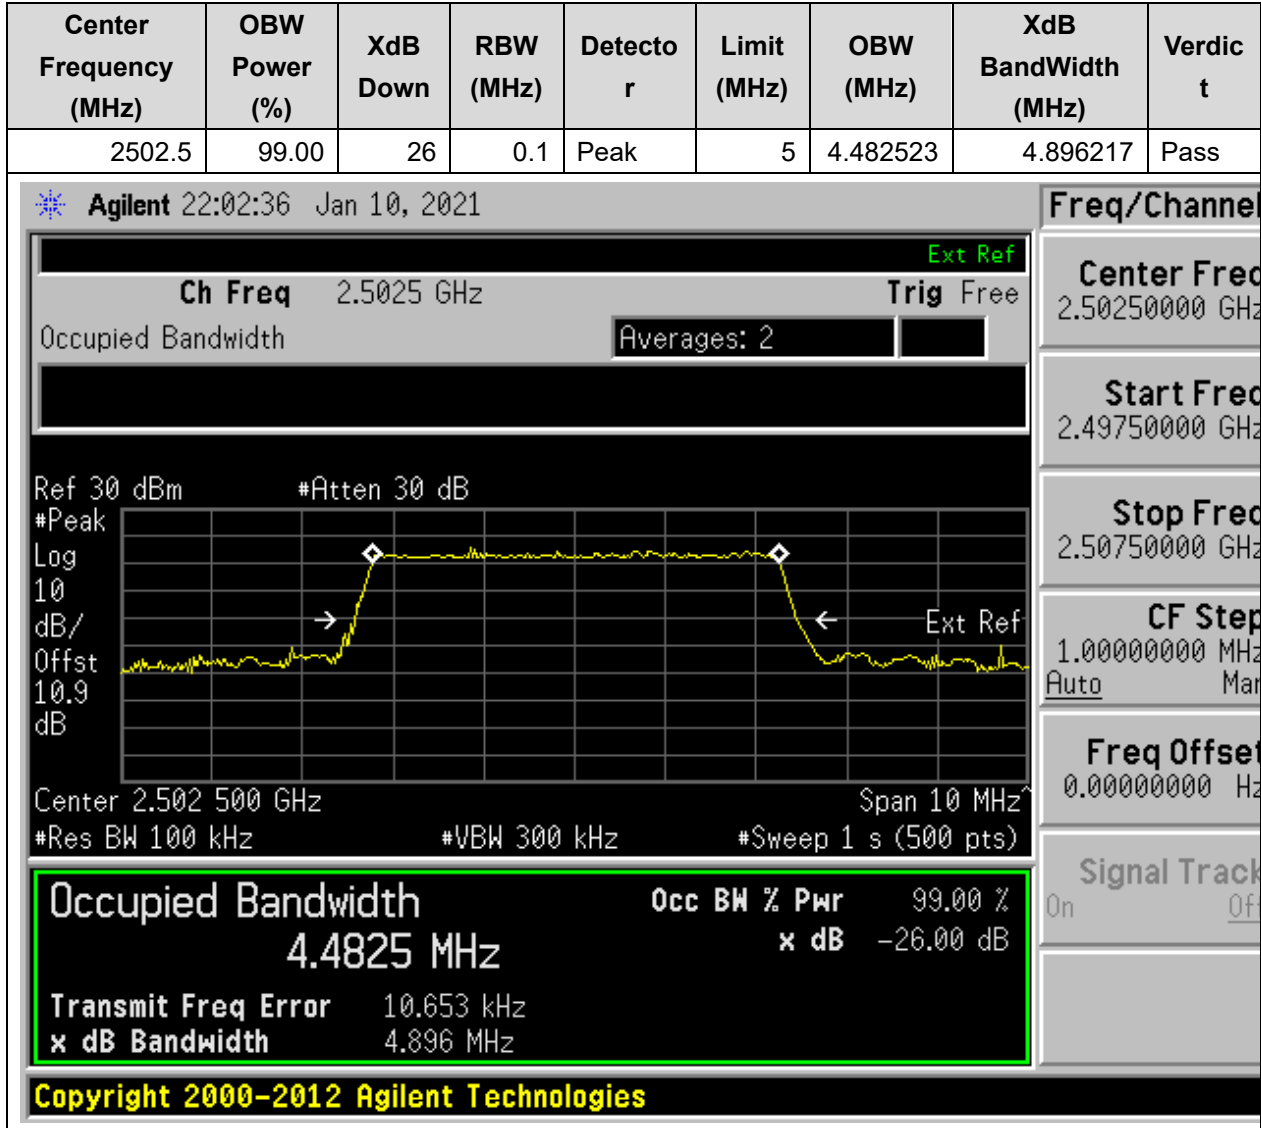 Center Frequency (MHz) OBW Power (%) XdB Down RBW (MHz) Detector Limit (MHz) OBW (MHz) XdB BandWidth (MHz) Verdict
2502.5 99.00 26 0.1 Peak 5 4.482523 4.896217 Pass
Agilent 22:02:36 Jan 10, 2021
Freq/Channel
Ext Ref
Ch Freq 2.5025 GHz Trig Free
Occupied Bandwidth Averages: 2
Center Freq
2.50250000 GHz
Start Freq
2.49750000 GHz
Stop Freq
2.50750000 GHz
CF Step
1.00000000 MHz
Auto Man
Freq Offset
0.00000000 Hz
Signal Track
On Off
Ref 30 dBm #Atten 30 dB
#Peak
Log
10
dB/
Offst
10.9
dB
Ext Ref
Center 2.502 500 GHz Span 10 MHz^
#Res BW 100 kHz #VBW 300 kHz #Sweep 1 s (500 pts)
Occupied Bandwidth Occ BW % Pwr 99.00 %
4.4825 MHz x dB -26.00 dB
Transmit Freq Error 10.653 kHz
x dB Bandwidth 4.896 MHz
Copyright 2000-2012 Agilent Technologies